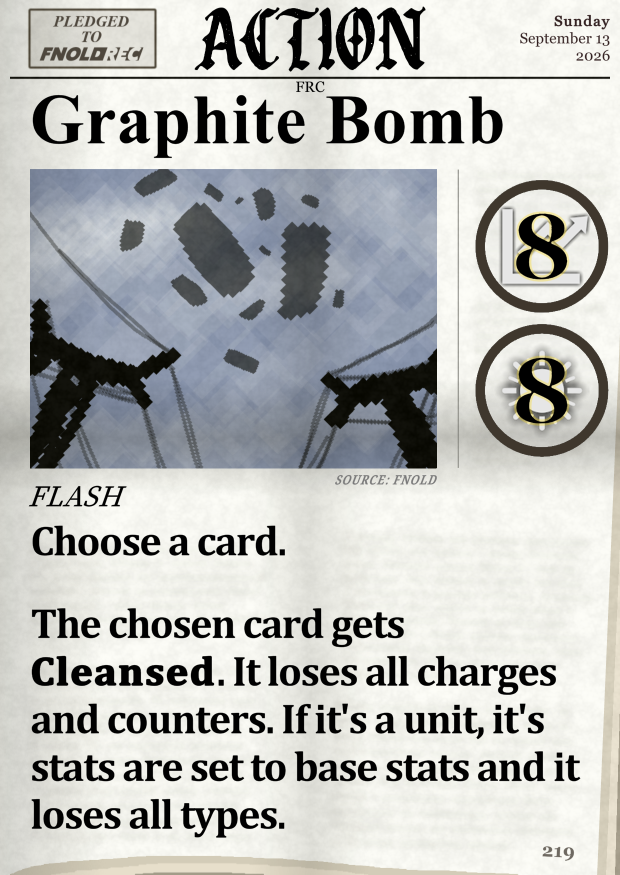 PLEDGED
TO
FNOLD REC
ACTION
Sunday
September 13
2026
FRC
Graphite Bomb
8
8
SOURCE: FNOLD
FLASH
Choose a card.
The chosen card gets
Cleansed. It loses all charges
and counters. If it's a unit, it's
stats are set to base stats and it
loses all types.
219